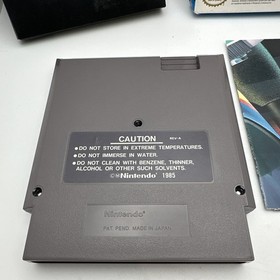 CAUTION
REV-A
•DO NOT STORE IN EXTREME TEMPERATURES.
•DO NOT IMMERSE IN WATER.
•DO NOT CLEAN WITH BENZENE, THINNER,
ALCOHOL OR OTHER SUCH SOLVENTS.
©Nintendo® 1985
Nintendo®
PAT. PEND. MADE IN JAPAN